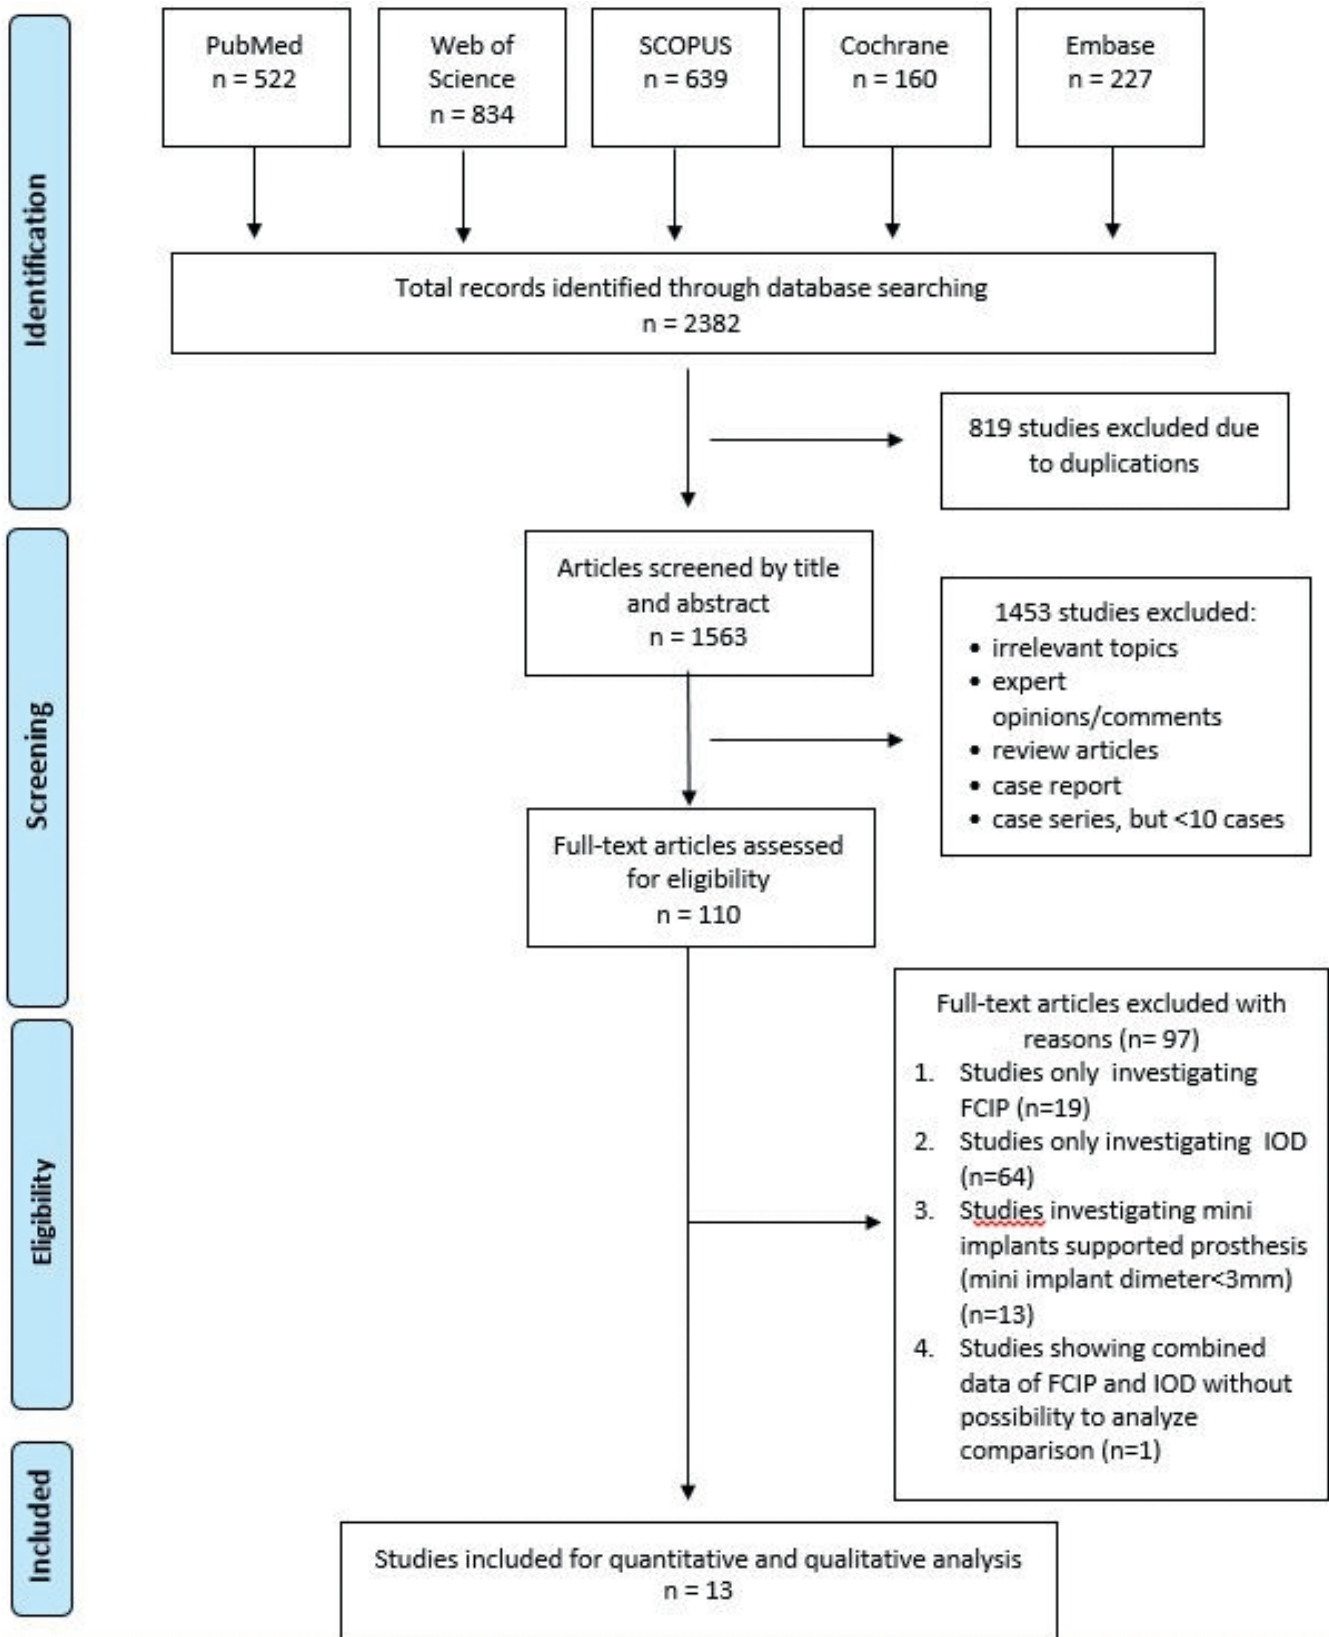 PubMed
n = 522
Web of
Science
n = 834
SCOPUS
n = 639
Cochrane
n = 160
Embase
n = 227
Identification
Total records identified through database searching
n = 2382
819 studies excluded due
to duplications
Screening
Articles screened by title
and abstract
n = 1563
1453 studies excluded:
• irrelevant topics
• expert
opinions/comments
• review articles
• case report
• case series, but <10 cases
Full-text articles assessed
for eligibility
n = 110
Eligibility
Full-text articles excluded with
reasons (n= 97)
1. Studies only investigating
FCIP (n=19)
2. Studies only investigating IOD
(n=64)
3. Studies investigating mini
implants supported prosthesis
(mini implant dimeter<3mm)
(n=13)
4. Studies showing combined
data of FCIP and IOD without
possibility to analyze
comparison (n=1)
Included
Studies included for quantitative and qualitative analysis
n = 13